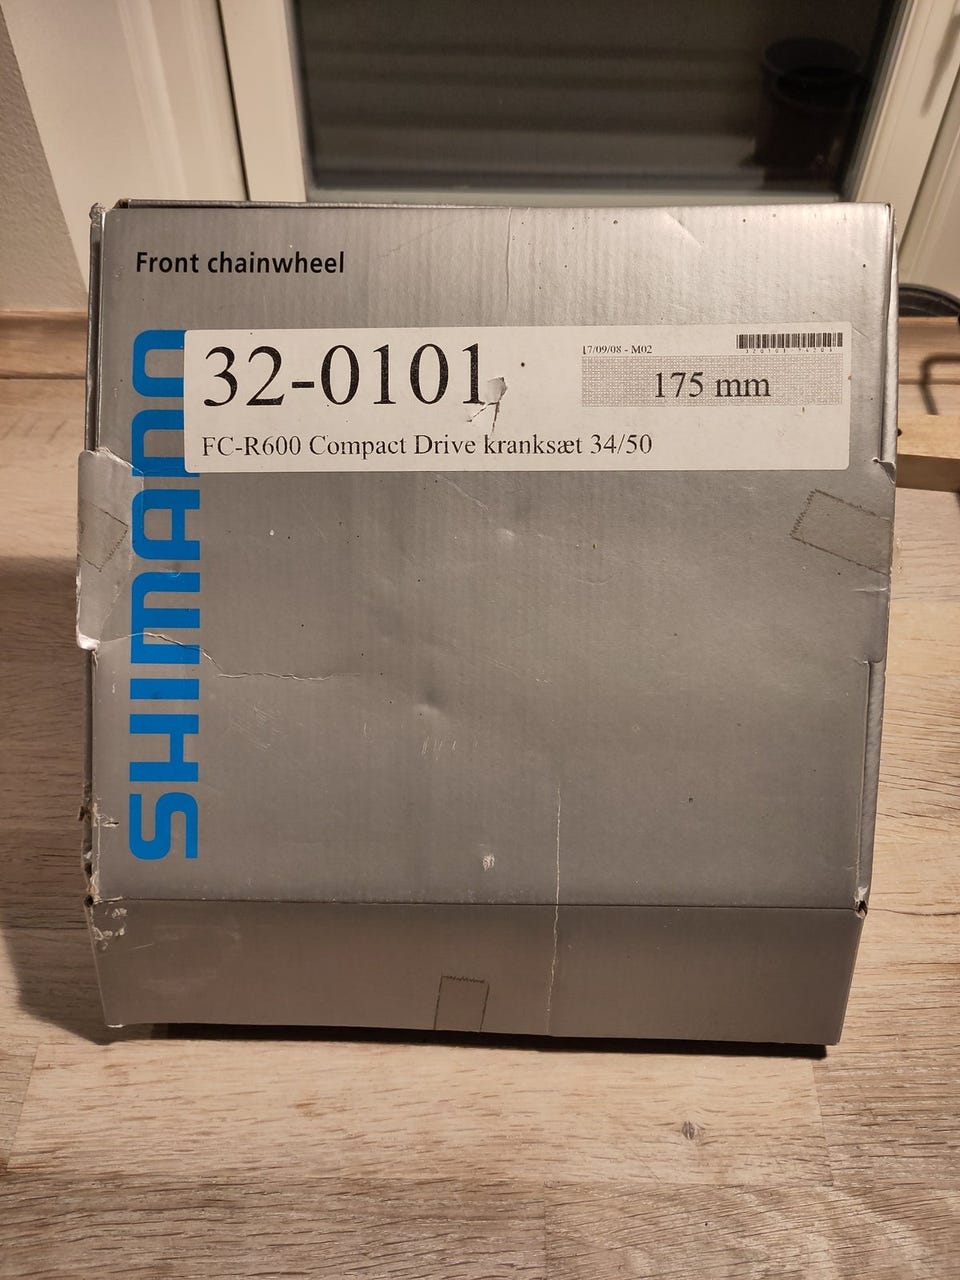 Front chainwheel
SHIMANO
32-0101
17/09/08 - M02
175 mm
FC-R600 Compact Drive kranksæt 34/50